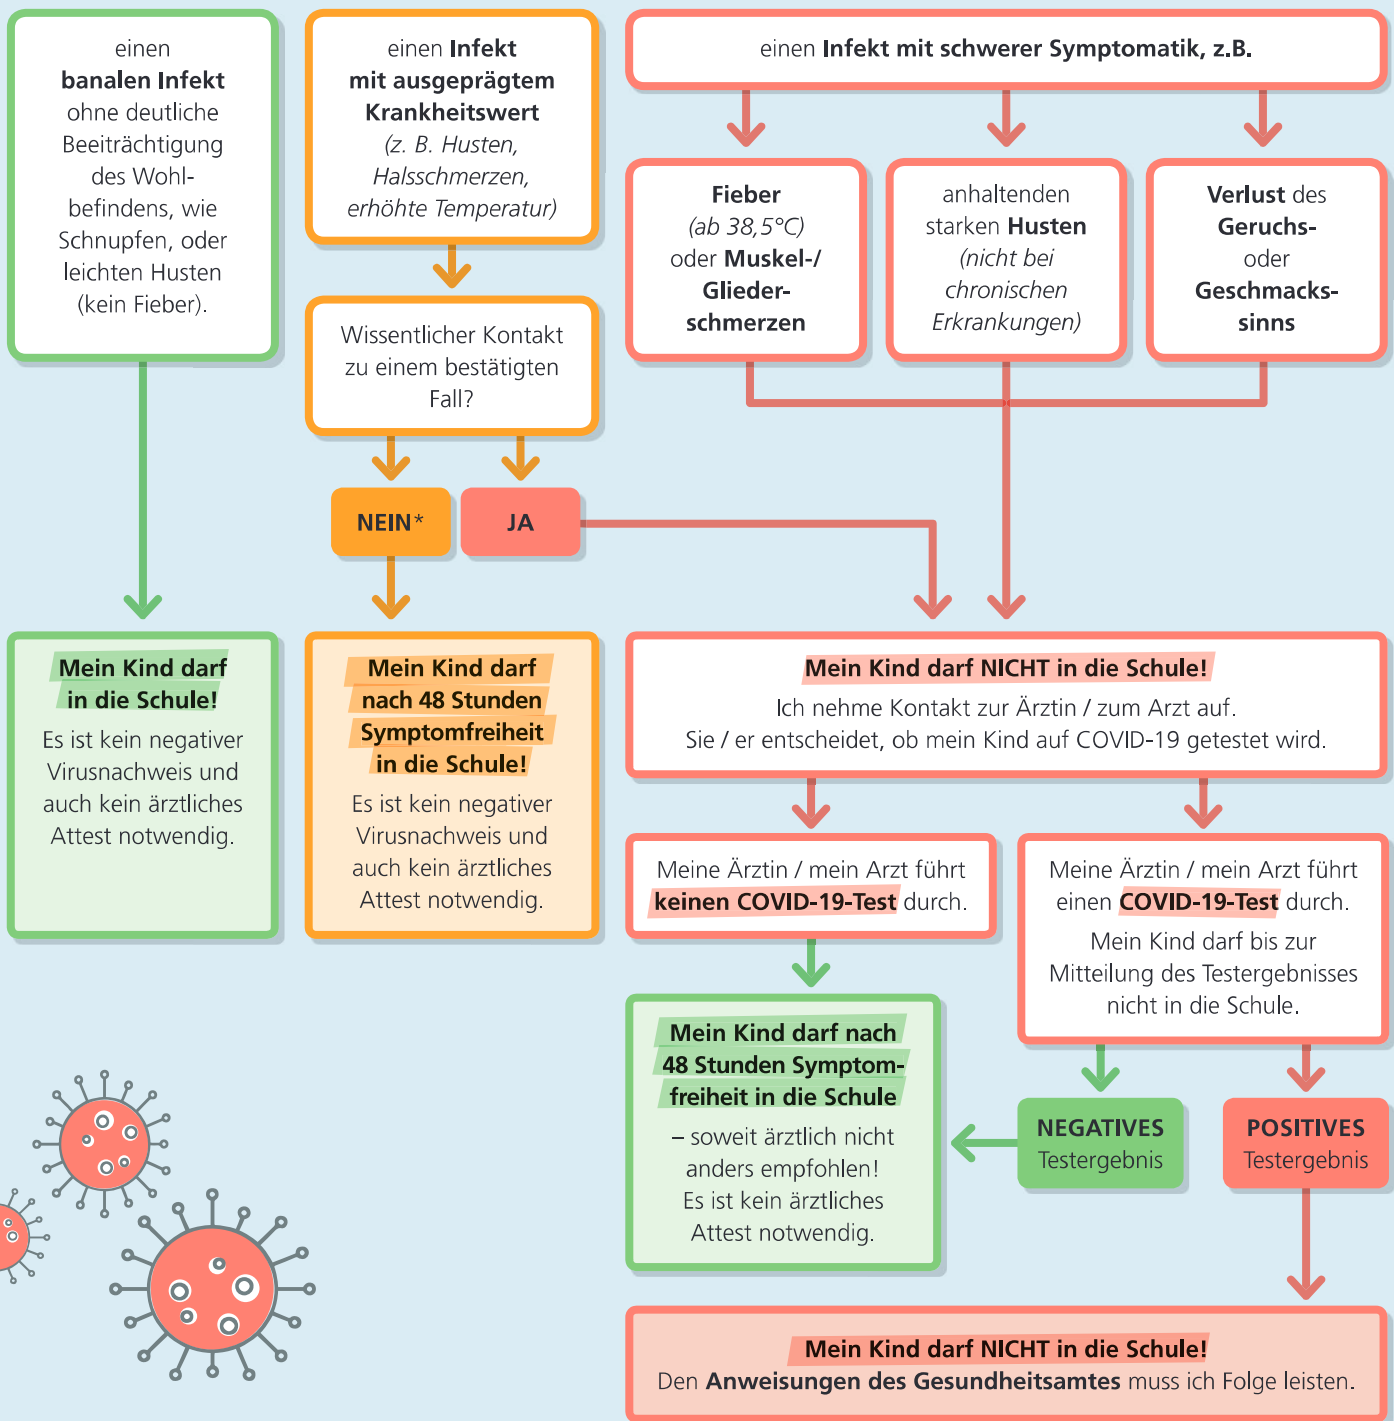 einen
banalen Infekt
ohne deutliche
Beeiträchtigung
des Wohl-
befindens, wie
Schnupfen, oder
leichten Husten
(kein Fieber).
einen Infekt
mit ausgeprägtem
Krankheitswert
(z. B. Husten,
Halsschmerzen,
erhöhte Temperatur)
einen Infekt mit schwerer Symptomatik, z.B.
Fieber
(ab 38,5°C)
oder Muskel-/
Glieder-
schmerzen
anhaltenden
starken Husten
(nicht bei
chronischen
Erkrankungen)
Verlust des
Geruchs-
oder
Geschmacks-
sinns
Wissentlicher Kontakt
zu einem bestätigten
Fall?
NEIN*
JA
Mein Kind darf
in die Schule!
Es ist kein negativer
Virusnachweis und
auch kein ärztliches
Attest notwendig.
Mein Kind darf
nach 48 Stunden
Symptomfreiheit
in die Schule!
Es ist kein negativer
Virusnachweis und
auch kein ärztliches
Attest notwendig.
Mein Kind darf NICHT in die Schule!
Ich nehme Kontakt zur Ärztin / zum Arzt auf.
Sie / er entscheidet, ob mein Kind auf COVID-19 getestet wird.
Meine Ärztin / mein Arzt führt
keinen COVID-19-Test durch.
Meine Ärztin / mein Arzt führt
einen COVID-19-Test durch.
Mein Kind darf bis zur
Mitteilung des Testergebnisses
nicht in die Schule.
Mein Kind darf nach
48 Stunden Symptom-
freiheit in die Schule
– soweit ärztlich nicht
anders empfohlen!
Es ist kein ärztliches
Attest notwendig.
NEGATIVES
Testergebnis
POSITIVES
Testergebnis
Mein Kind darf NICHT in die Schule!
Den Anweisungen des Gesundheitsamtes muss ich Folge leisten.